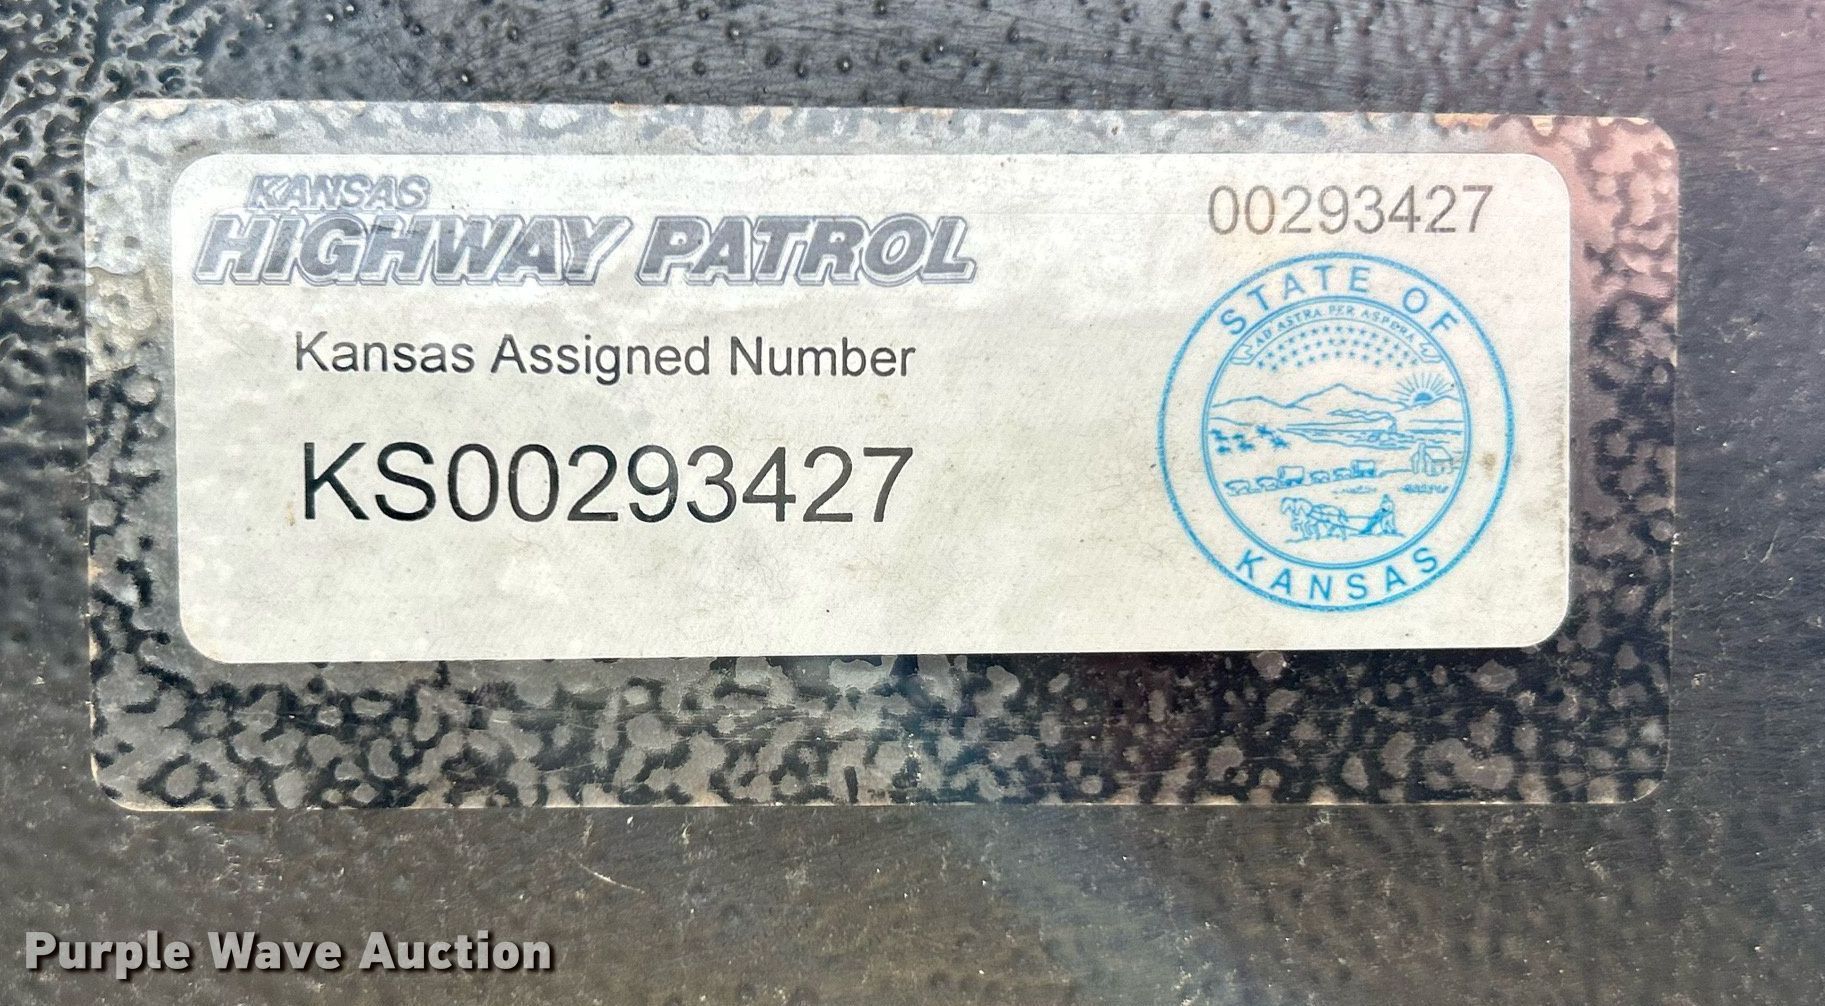 KANSAS
HIGHWAY PATROL
00293427
Kansas Assigned Number
KS00293427
STATE OF
AD ASTRA PER ASPERA
KANSAS
Purple Wave Auction